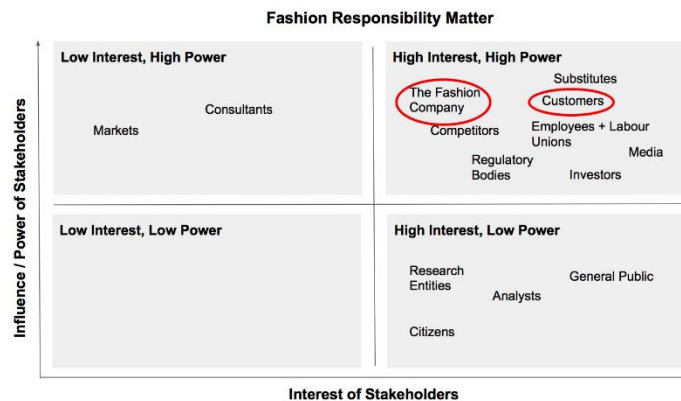 Fashion Responsibility Matter
Low Interest, High Power
Consultants
Markets
High Interest, High Power
Substitutes
The Fashion
Company
Customers
Competitors
Employees + Labour
Unions
Media
Regulatory
Bodies
Investors
Low Interest, Low Power
High Interest, Low Power
Research
Entities
General Public
Analysts
Citizens
Influence / Power of Stakeholders
Interest of Stakeholders